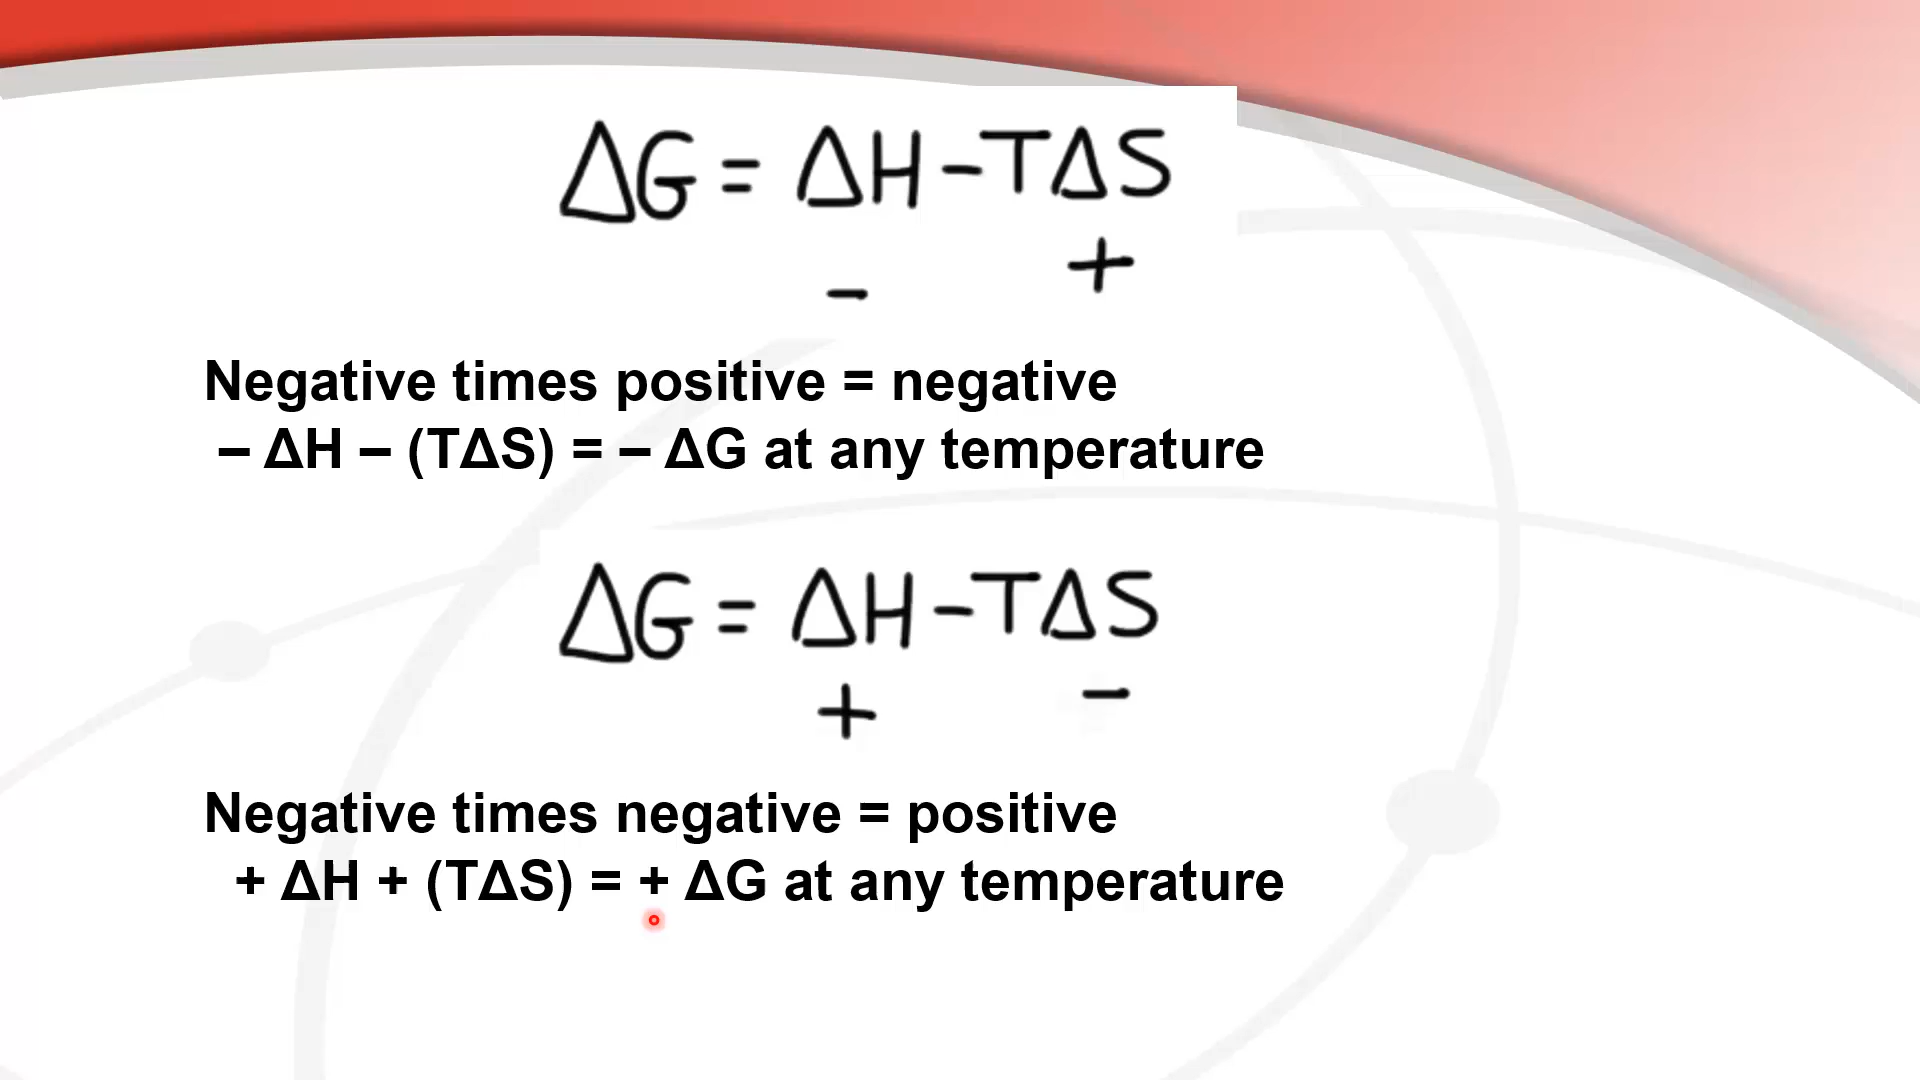 ΔG = ΔH – TΔS
– +
Negative times positive = negative
– ΔH – (TΔS) = – ΔG at any temperature
ΔG = ΔH – TΔS
+ –
Negative times negative = positive
+ ΔH + (TΔS) = + ΔG at any temperature